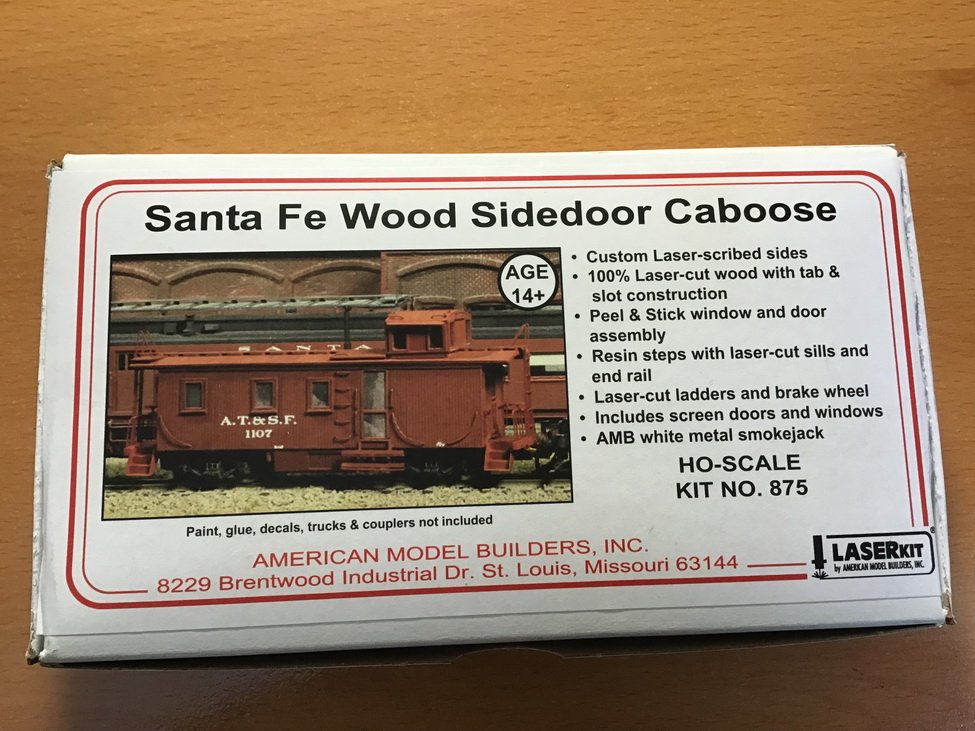 Santa Fe Wood Sidedoor Caboose
AGE
14+
SANTA
A.T.&S.F.
1107
• Custom Laser-scribed sides
• 100% Laser-cut wood with tab &
slot construction
• Peel & Stick window and door
assembly
• Resin steps with laser-cut sills and
end rail
• Laser-cut ladders and brake wheel
• Includes screen doors and windows
• AMB white metal smokejack
HO-SCALE
KIT NO. 875
Paint, glue, decals, trucks & couplers not included
AMERICAN MODEL BUILDERS, INC.
8229 Brentwood Industrial Dr. St. Louis, Missouri 63144
LASERKIT®
by AMERICAN MODEL BUILDERS, INC.